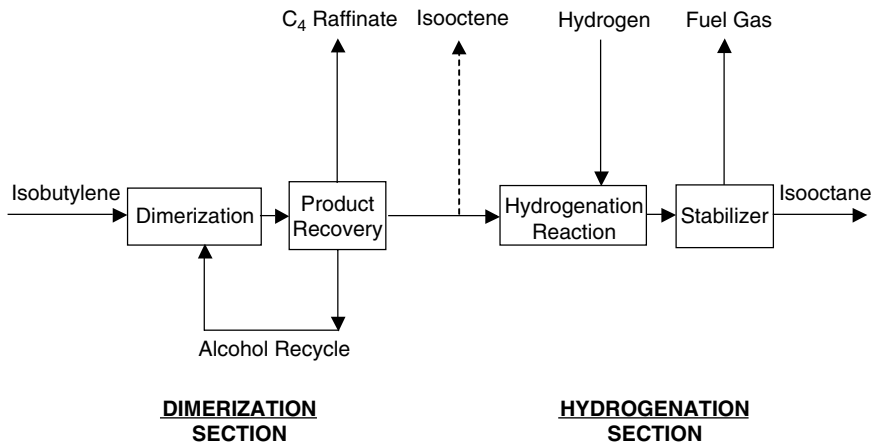 C4 Raffinate
Isooctene
Hydrogen
Fuel Gas
Isobutylene
Dimerization
Product
Recovery
Hydrogenation
Reaction
Stabilizer
Isooctane
Alcohol Recycle
DIMERIZATION
SECTION
HYDROGENATION
SECTION